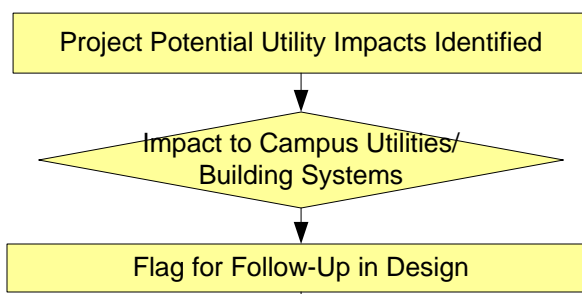 Project Potential Utility Impacts Identified
Impact to Campus Utilities/
Building Systems
Flag for Follow-Up in Design